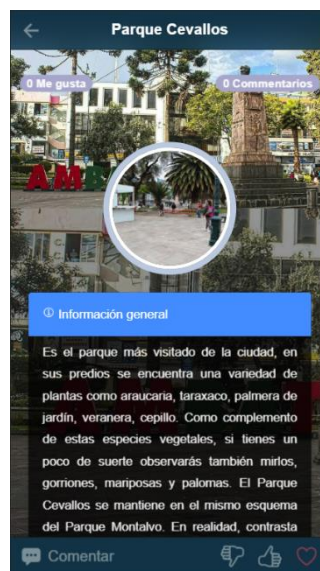 Parque Cevallos
0 Me gusta
0 Commentarios
AMB
Información general
Es el parque más visitado de la ciudad, en
sus predios se encuentra una variedad de
plantas como araucaria, taraxaco, palmera de
jardín, veranera, cepillo. Como complemento
de estas especies vegetales, si tienes un
poco de suerte observarás también mirlos,
gorriones, mariposas y palomas. El Parque
Cevallos se mantiene en el mismo esquema
del Parque Montalvo. En realidad, contrasta
Comentar